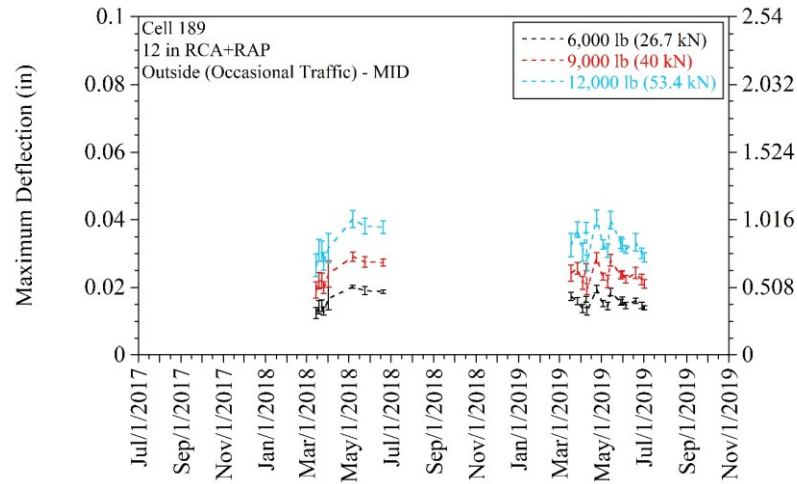 Cell 189
12 in RCA+RAP
Outside (Occasional Traffic) - MID
6,000 lb (26.7 kN)
9,000 lb (40 kN)
12,000 lb (53.4 kN)
Maximum Deflection (in)
0.1
0.08
0.06
0.04
0.02
0
2.54
2.032
1.524
1.016
0.508
0
Jul/1/2017
Sep/1/2017
Nov/1/2017
Jan/1/2018
Mar/1/2018
May/1/2018
Jul/1/2018
Sep/1/2018
Nov/1/2018
Jan/1/2019
Mar/1/2019
May/1/2019
Jul/1/2019
Sep/1/2019
Nov/1/2019